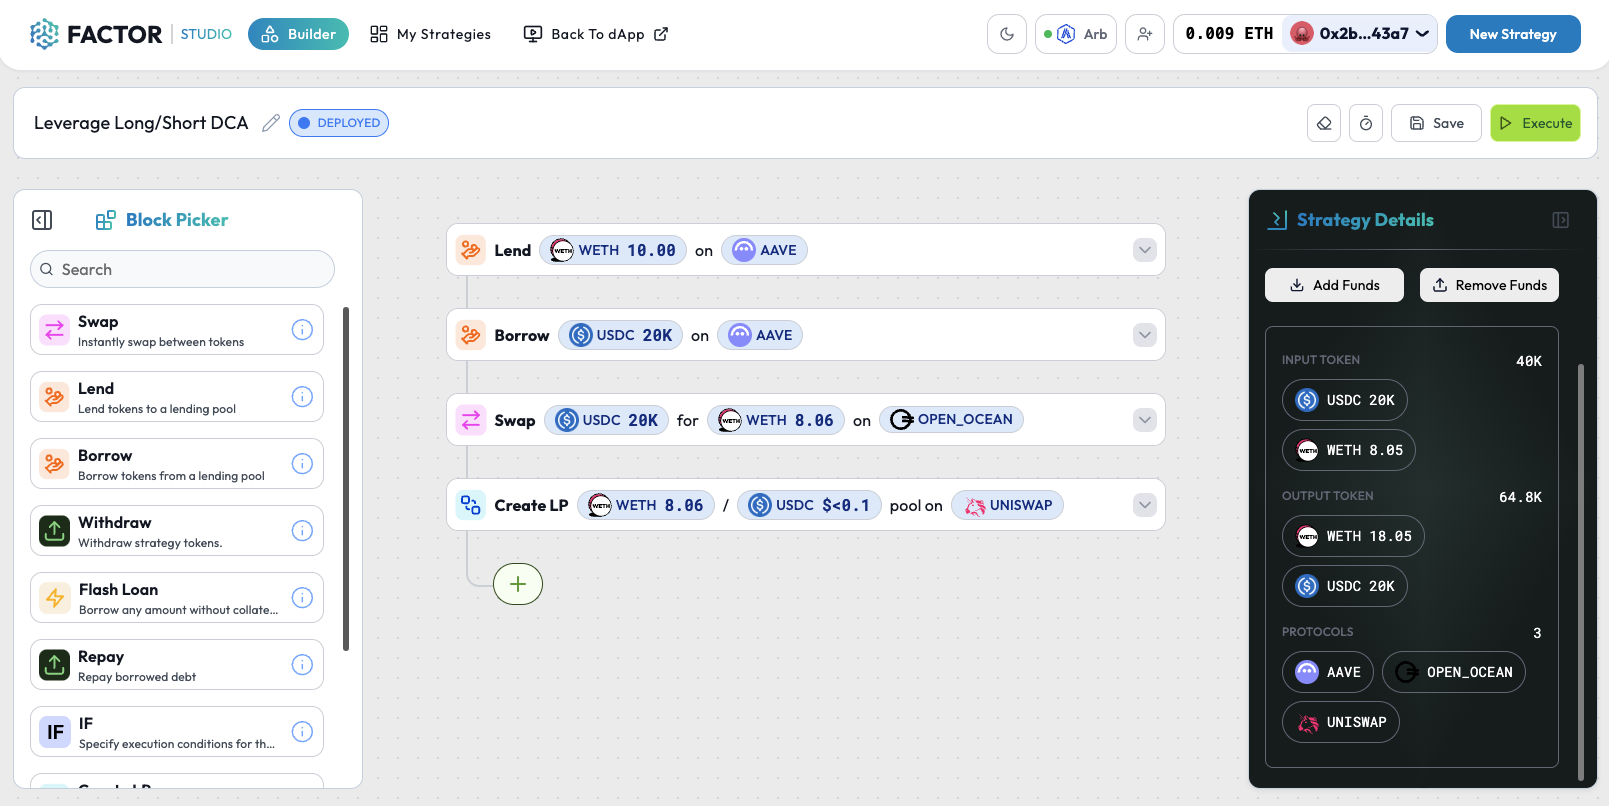 FACTOR STUDIO Builder My Strategies Back To dApp Arb 0.009 ETH 0x2b...43a7 New Strategy
Leverage Long/Short DCA DEPLOYED Save Execute
Block Picker
Search
Swap
Instantly swap between tokens
Lend
Lend tokens to a lending pool
Borrow
Borrow tokens from a lending pool
Withdraw
Withdraw strategy tokens.
Flash Loan
Borrow any amount without collate...
Repay
Repay borrowed debt
IF IF
Specify execution conditions for th...
Lend WETH 10.00 on AAVE
Borrow USDC 20K on AAVE
Swap USDC 20K for WETH 8.06 on OPEN_OCEAN
Create LP WETH 8.06 / USDC $<0.1 pool on UNISWAP
Strategy Details
Add Funds Remove Funds
INPUT TOKEN 40K
USDC 20K
WETH 8.05
OUTPUT TOKEN 64.8K
WETH 18.05
USDC 20K
PROTOCOLS 3
AAVE OPEN_OCEAN
UNISWAP